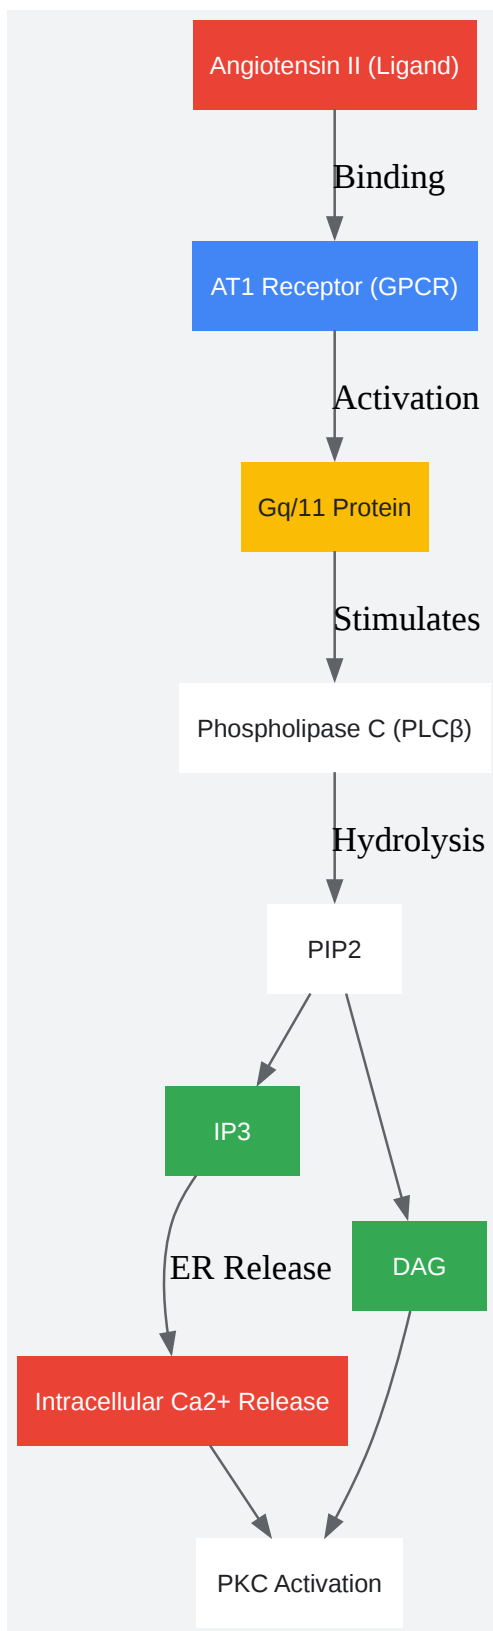 Angiotensin II (Ligand)
Binding
AT1 Receptor (GPCR)
Activation
Gq/11 Protein
Stimulates
Phospholipase C (PLCβ)
Hydrolysis
PIP2
IP3
ER Release
DAG
Intracellular Ca2+ Release
PKC Activation